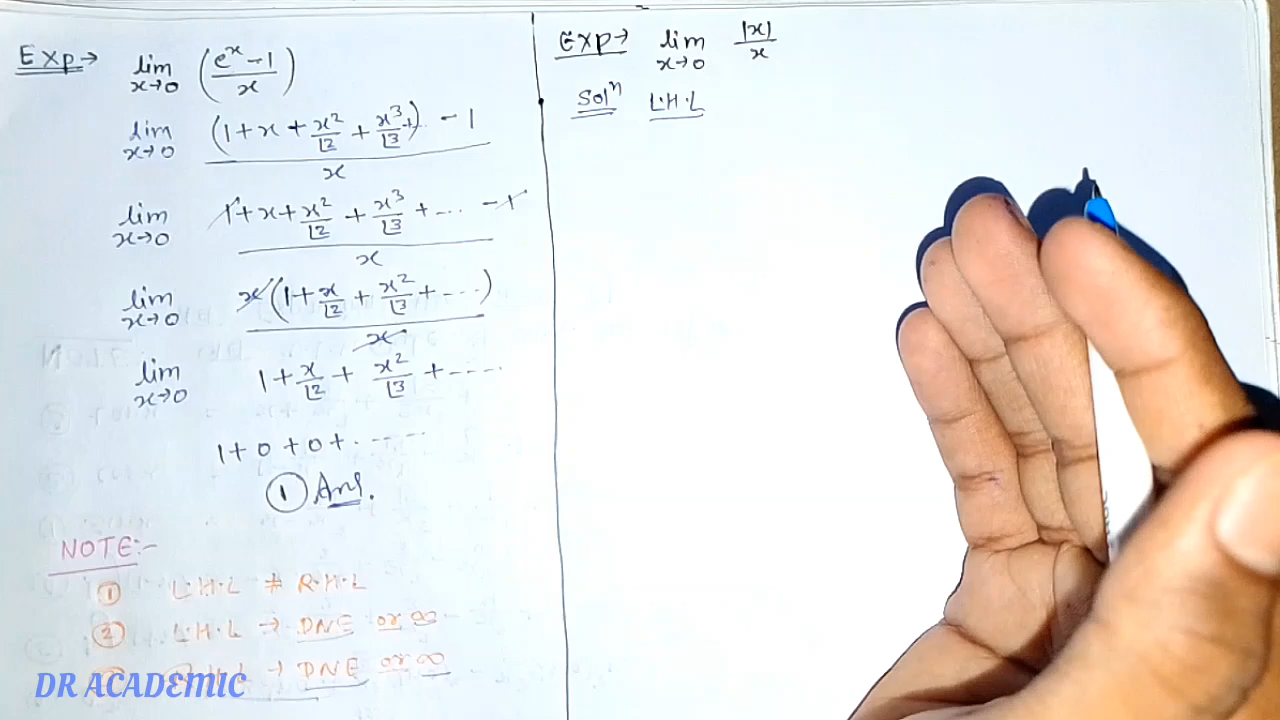 Exp→ lim x→0 (e^x - 1 / x)
lim x→0 (1 + x + x²/⌊2 + x³/⌊3 + ...) - 1 / x
lim x→0 1 + x + x²/⌊2 + x³/⌊3 + .... - 1 / x
lim x→0 x(1 + x/⌊2 + x²/⌊3 + ....) / x
lim x→0 1 + x/⌊2 + x²/⌊3 + ....
1 + 0 + 0 + ......
① Ans.
NOTE:-
① L.H.L ≠ R.H.L
② L.H.L → DNE or ∞
→ DNE or ∞
DR ACADEMIC
Exp→ lim x→0 |x|/x
Solⁿ L.H.L